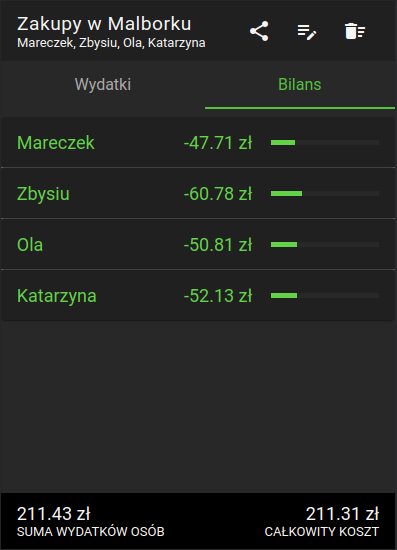 Zakupy w Malborku
Mareczek, Zbysiu, Ola, Katarzyna
Wydatki
Bilans
Mareczek -47.71 zł
Zbysiu -60.78 zł
Ola -50.81 zł
Katarzyna -52.13 zł
211.43 zł
SUMA WYDATKÓW OSÓB
211.31 zł
CAŁKOWITY KOSZT